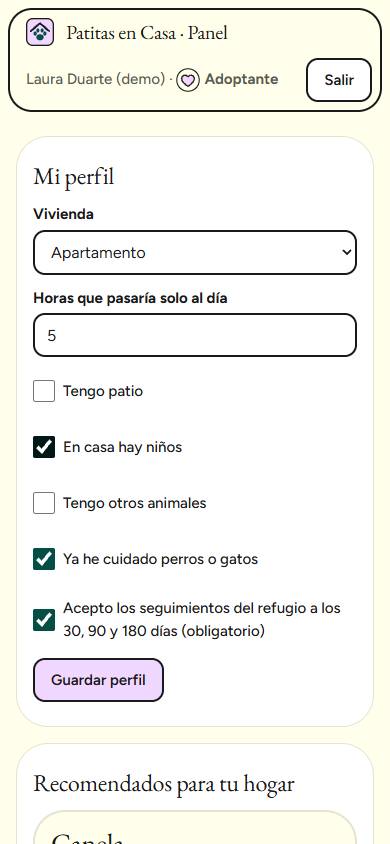 Patitas en Casa · Panel
Laura Duarte (demo) · Adoptante
Salir
Mi perfil
Vivienda
Apartamento
Horas que pasaría solo al día
5
Tengo patio
En casa hay niños
Tengo otros animales
Ya he cuidado perros o gatos
Acepto los seguimientos del refugio a los
30, 90 y 180 días (obligatorio)
Guardar perfil
Recomendados para tu hogar
Canela